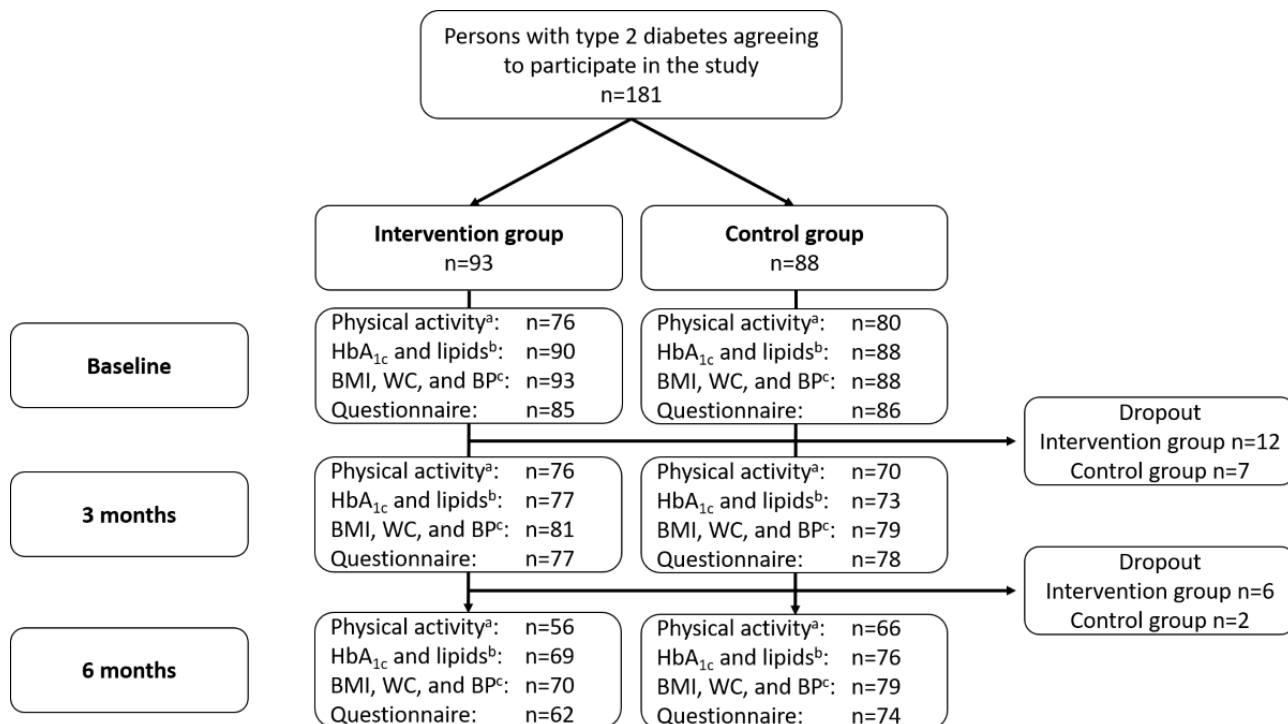 Persons with type 2 diabetes agreeing
to participate in the study
n=181
Intervention group
n=93
Control group
n=88
Baseline
Physical activityᵃ: n=76
HbA₁c and lipidsᵇ: n=90
BMI, WC, and BPᶜ: n=93
Questionnaire: n=85
Physical activityᵃ: n=80
HbA₁c and lipidsᵇ: n=88
BMI, WC, and BPᶜ: n=88
Questionnaire: n=86
Dropout
Intervention group n=12
Control group n=7
3 months
Physical activityᵃ: n=76
HbA₁c and lipidsᵇ: n=77
BMI, WC, and BPᶜ: n=81
Questionnaire: n=77
Physical activityᵃ: n=70
HbA₁c and lipidsᵇ: n=73
BMI, WC, and BPᶜ: n=79
Questionnaire: n=78
Dropout
Intervention group n=6
Control group n=2
6 months
Physical activityᵃ: n=56
HbA₁c and lipidsᵇ: n=69
BMI, WC, and BPᶜ: n=70
Questionnaire: n=62
Physical activityᵃ: n=66
HbA₁c and lipidsᵇ: n=76
BMI, WC, and BPᶜ: n=79
Questionnaire: n=74